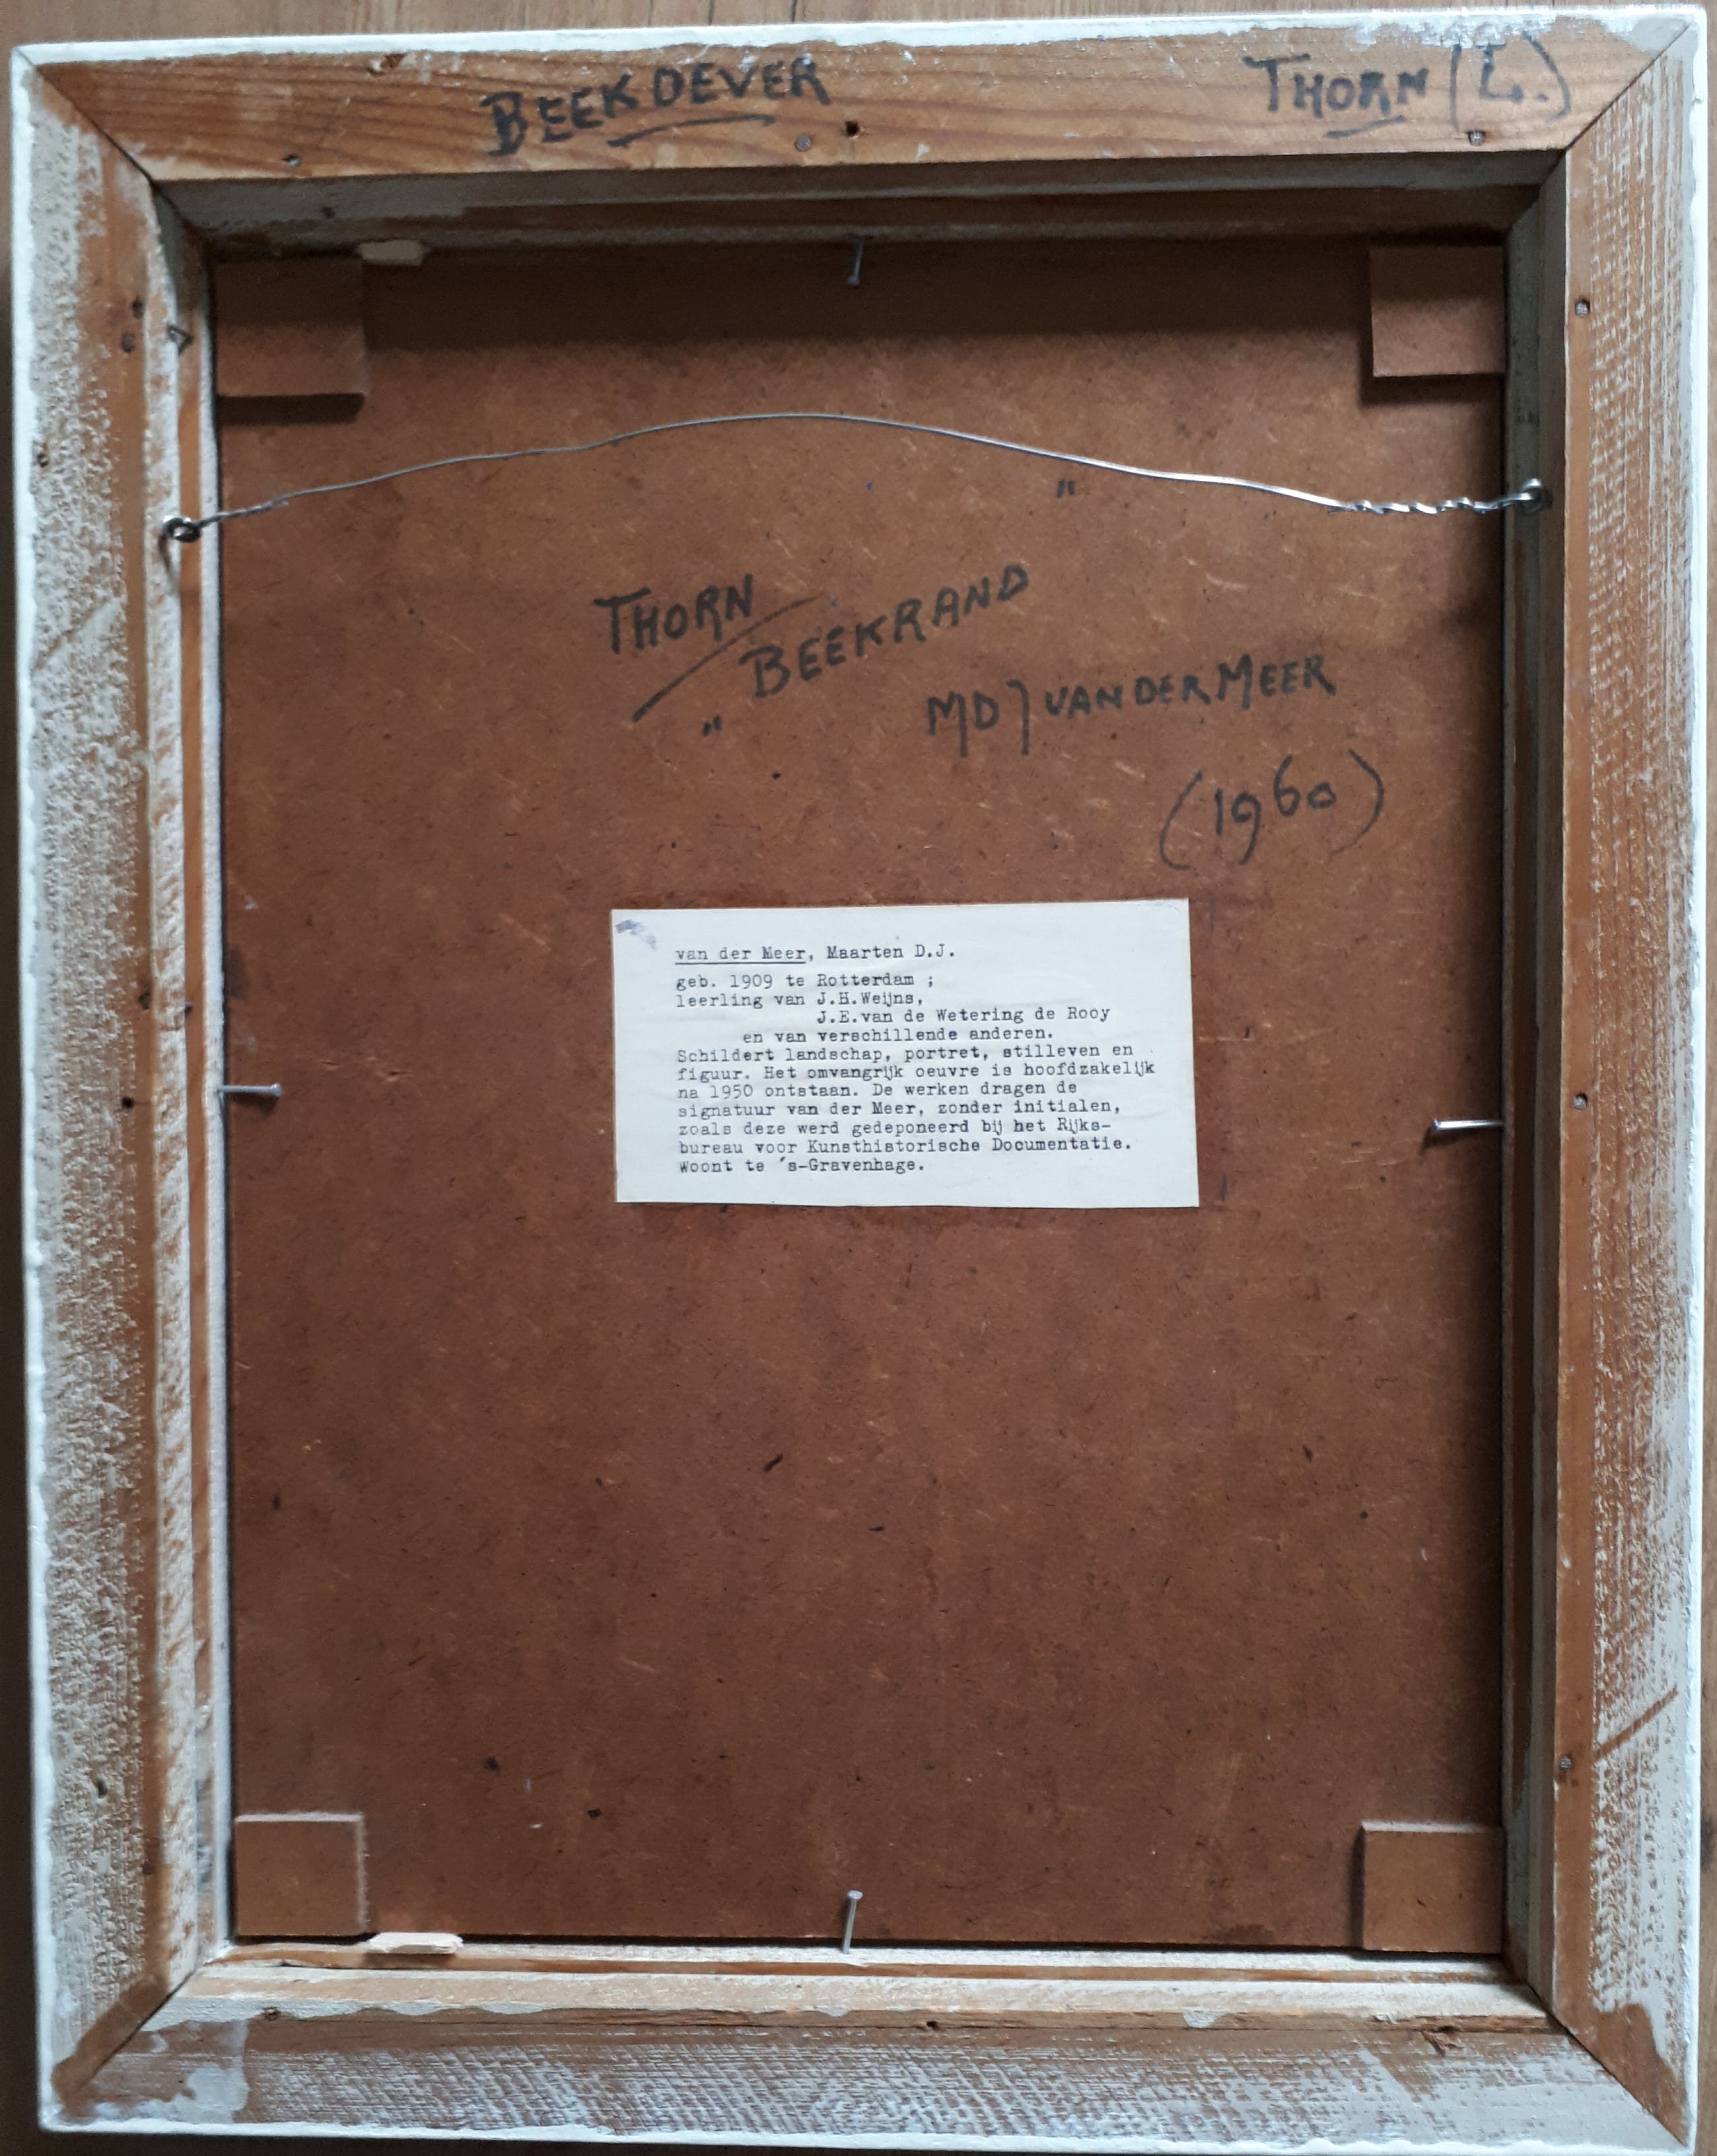 BEEKDEVER THORN (L.)
"
THORN
BEEKRAND
"
MDJ VAN DER MEER
(1960)
van der Meer, Maarten D.J.
geb. 1909 te Rotterdam ;
leerling van J.H.Weijns,
J.E.van de Wetering de Rooy
en van verschillende anderen.
Schildert landschap, portret, stilleven en
figuur. Het omvangrijk oeuvre is hoofdzakelijk
na 1950 ontstaan. De werken dragen de
signatuur van der Meer, zonder initialen,
zoals deze werd gedeponeerd bij het Rijks-
bureau voor Kunsthistorische Documentatie.
Woont te 's-Gravenhage.